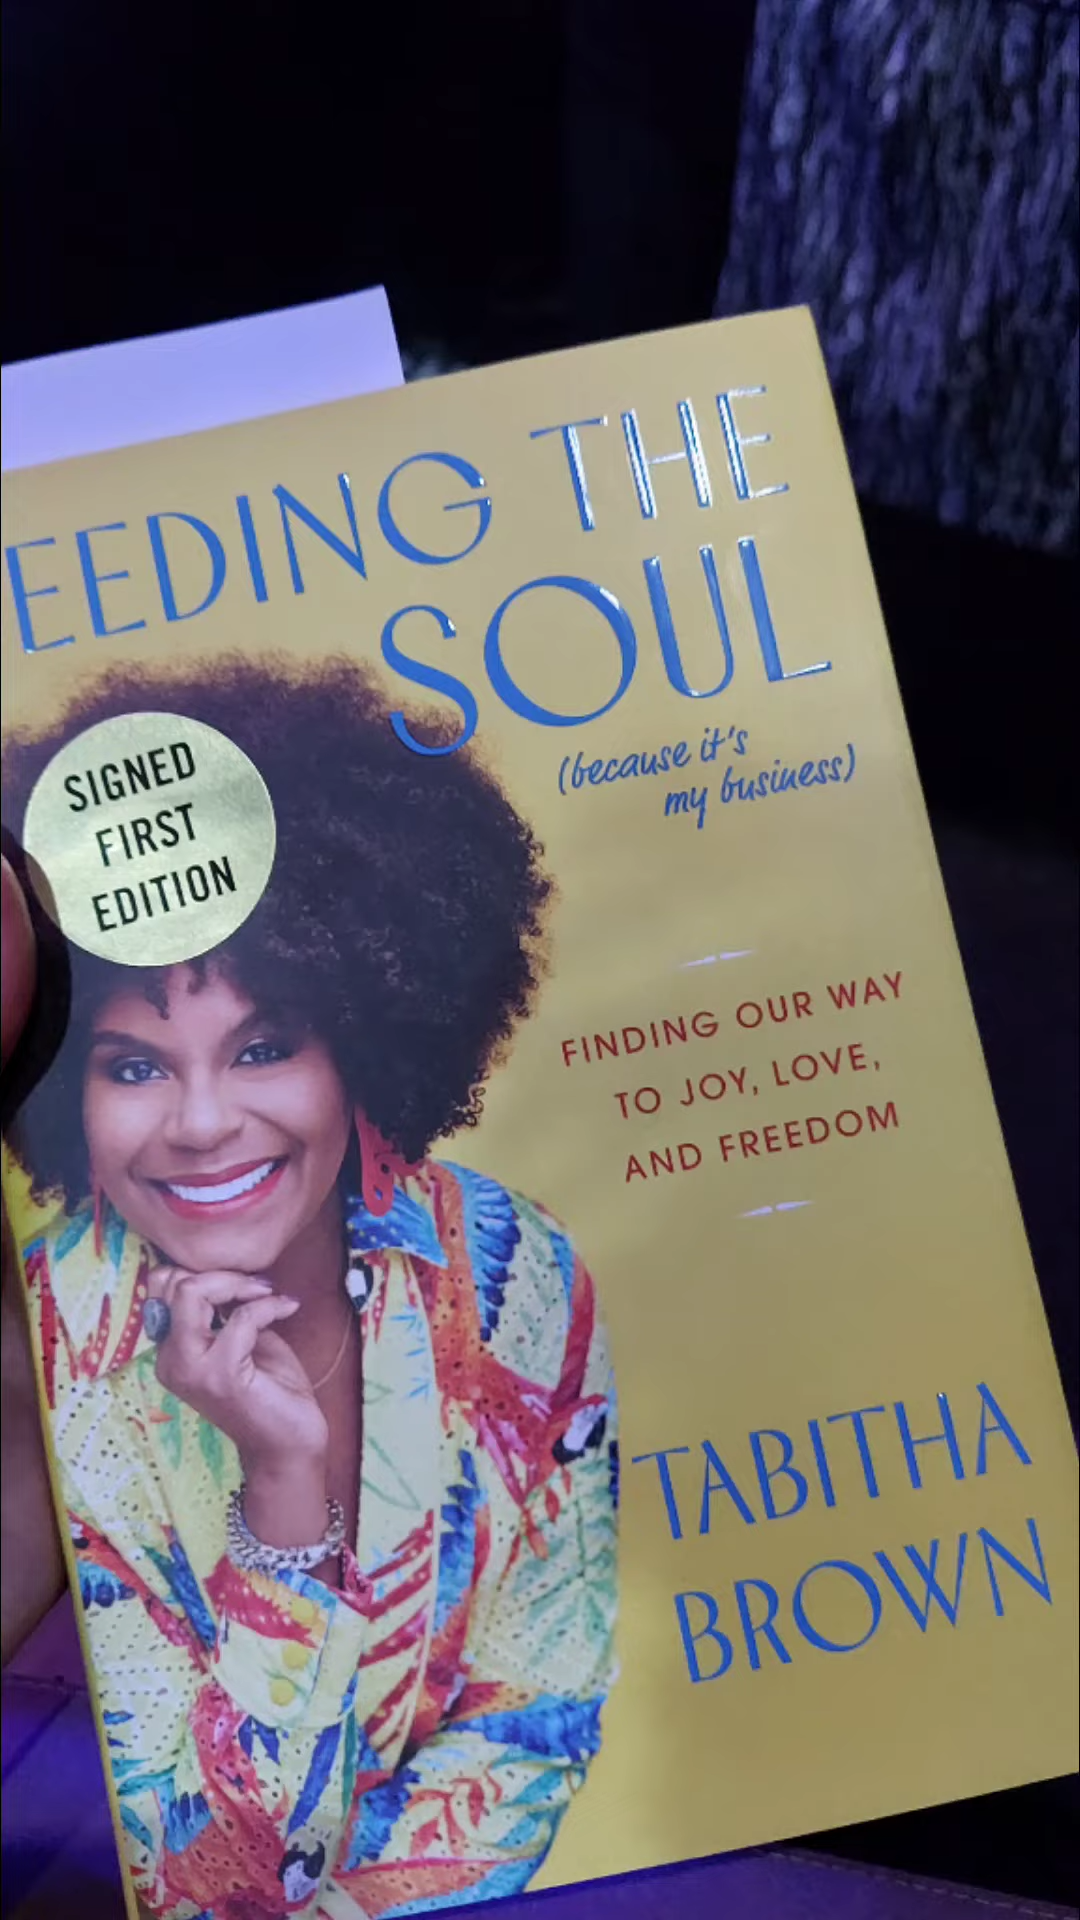 EEDING THE
SOUL
(because it's
my business)
SIGNED
FIRST
EDITION
FINDING OUR WAY
TO JOY, LOVE,
AND FREEDOM
TABITHA
BROWN